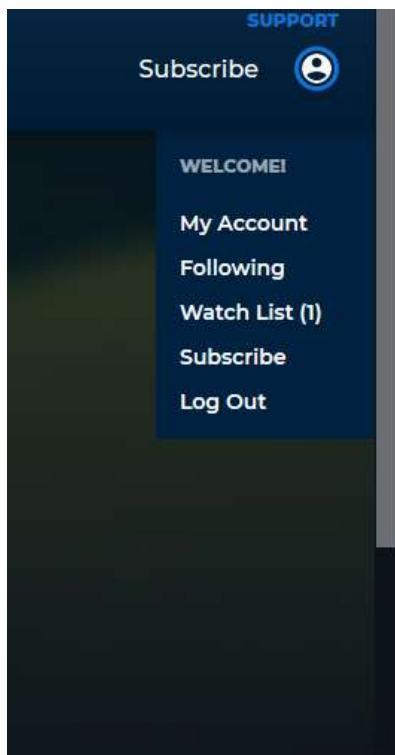 SUPPORT
Subscribe
WELCOME!
My Account
Following
Watch List (1)
Subscribe
Log Out